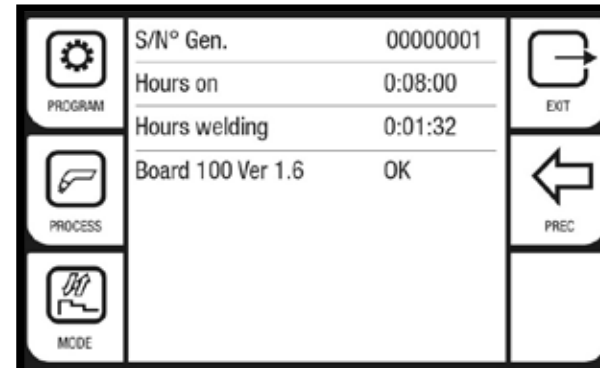 S/N° Gen. 00000001
Hours on 0:08:00
Hours welding 0:01:32
Board 100 Ver 1.6 OK
PROGRAM
PROCESS
MODE
EXIT
PREC